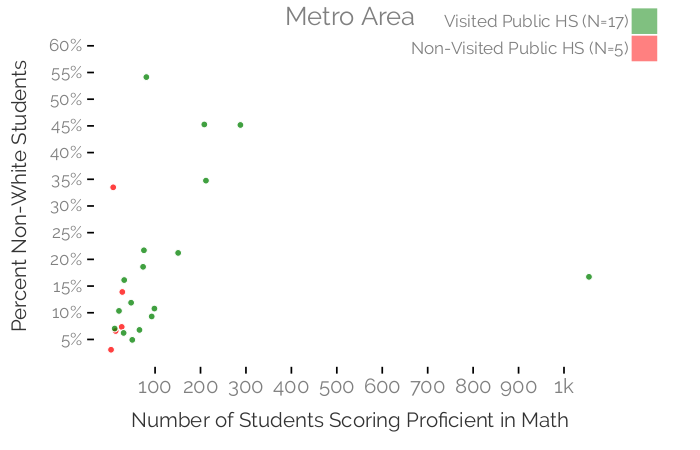 Metro Area
Visited Public HS (N=17)
Non-Visited Public HS (N=5)
Percent Non-White Students
60%
55%
50%
45%
40%
35%
30%
25%
20%
15%
10%
5%
100 200 300 400 500 600 700 800 900 1k
Number of Students Scoring Proficient in Math